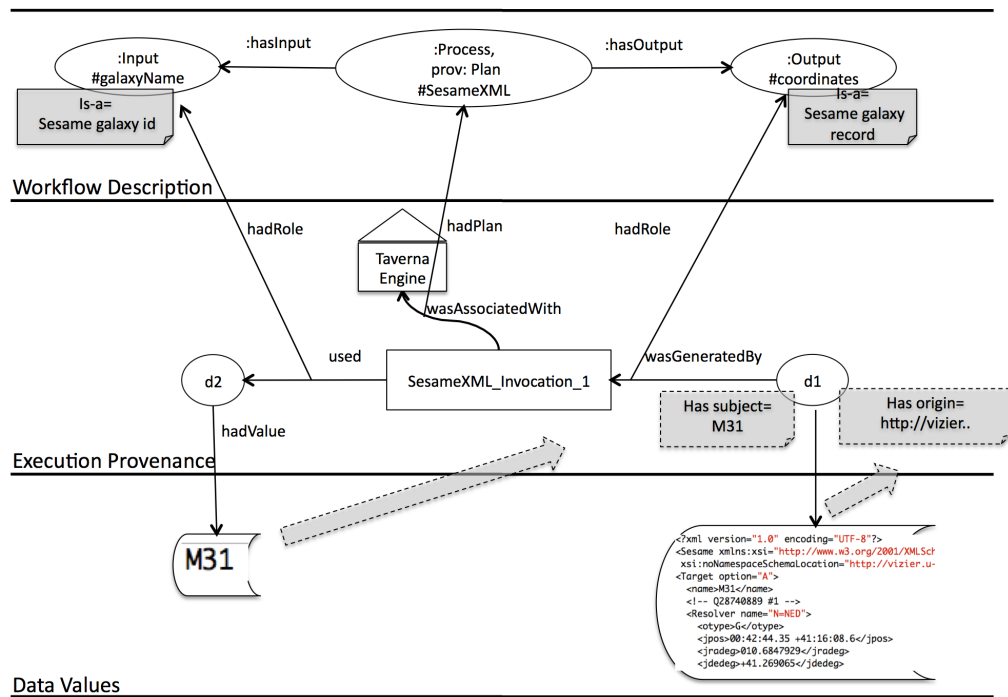 :hasInput
:Process,
prov: Plan
#SesameXML
:hasOutput
:Input
#galaxyName
:Output
#coordinates
Is-a=
Sesame galaxy id
Is-a=
Sesame galaxy
record
Workflow Description
hadRole
hadPlan
hadRole
Taverna
Engine
wasAssociatedWith
used
wasGeneratedBy
d2
SesameXML_Invocation_1
d1
Has subject=
M31
Has origin=
http://vizier..
hadValue
Execution Provenance
M31
<?xml version="1.0" encoding="UTF-8"?>
<Sesame xmlns:xsi="http://www.w3.org/2001/XMLSch
xsi:noNamespaceSchemaLocation="http://vizier.u-
<Target option="A">
<name>M31</name>
<!-- Q28740889 #1 -->
<Resolver name="N=NED">
<otype>G</otype>
<jpos>00:42:44.35 +41:16:08.6</jpos>
<jradeg>010.6847929</jradeg>
<jdedeg>+41.269065</jdedeg>
Data Values